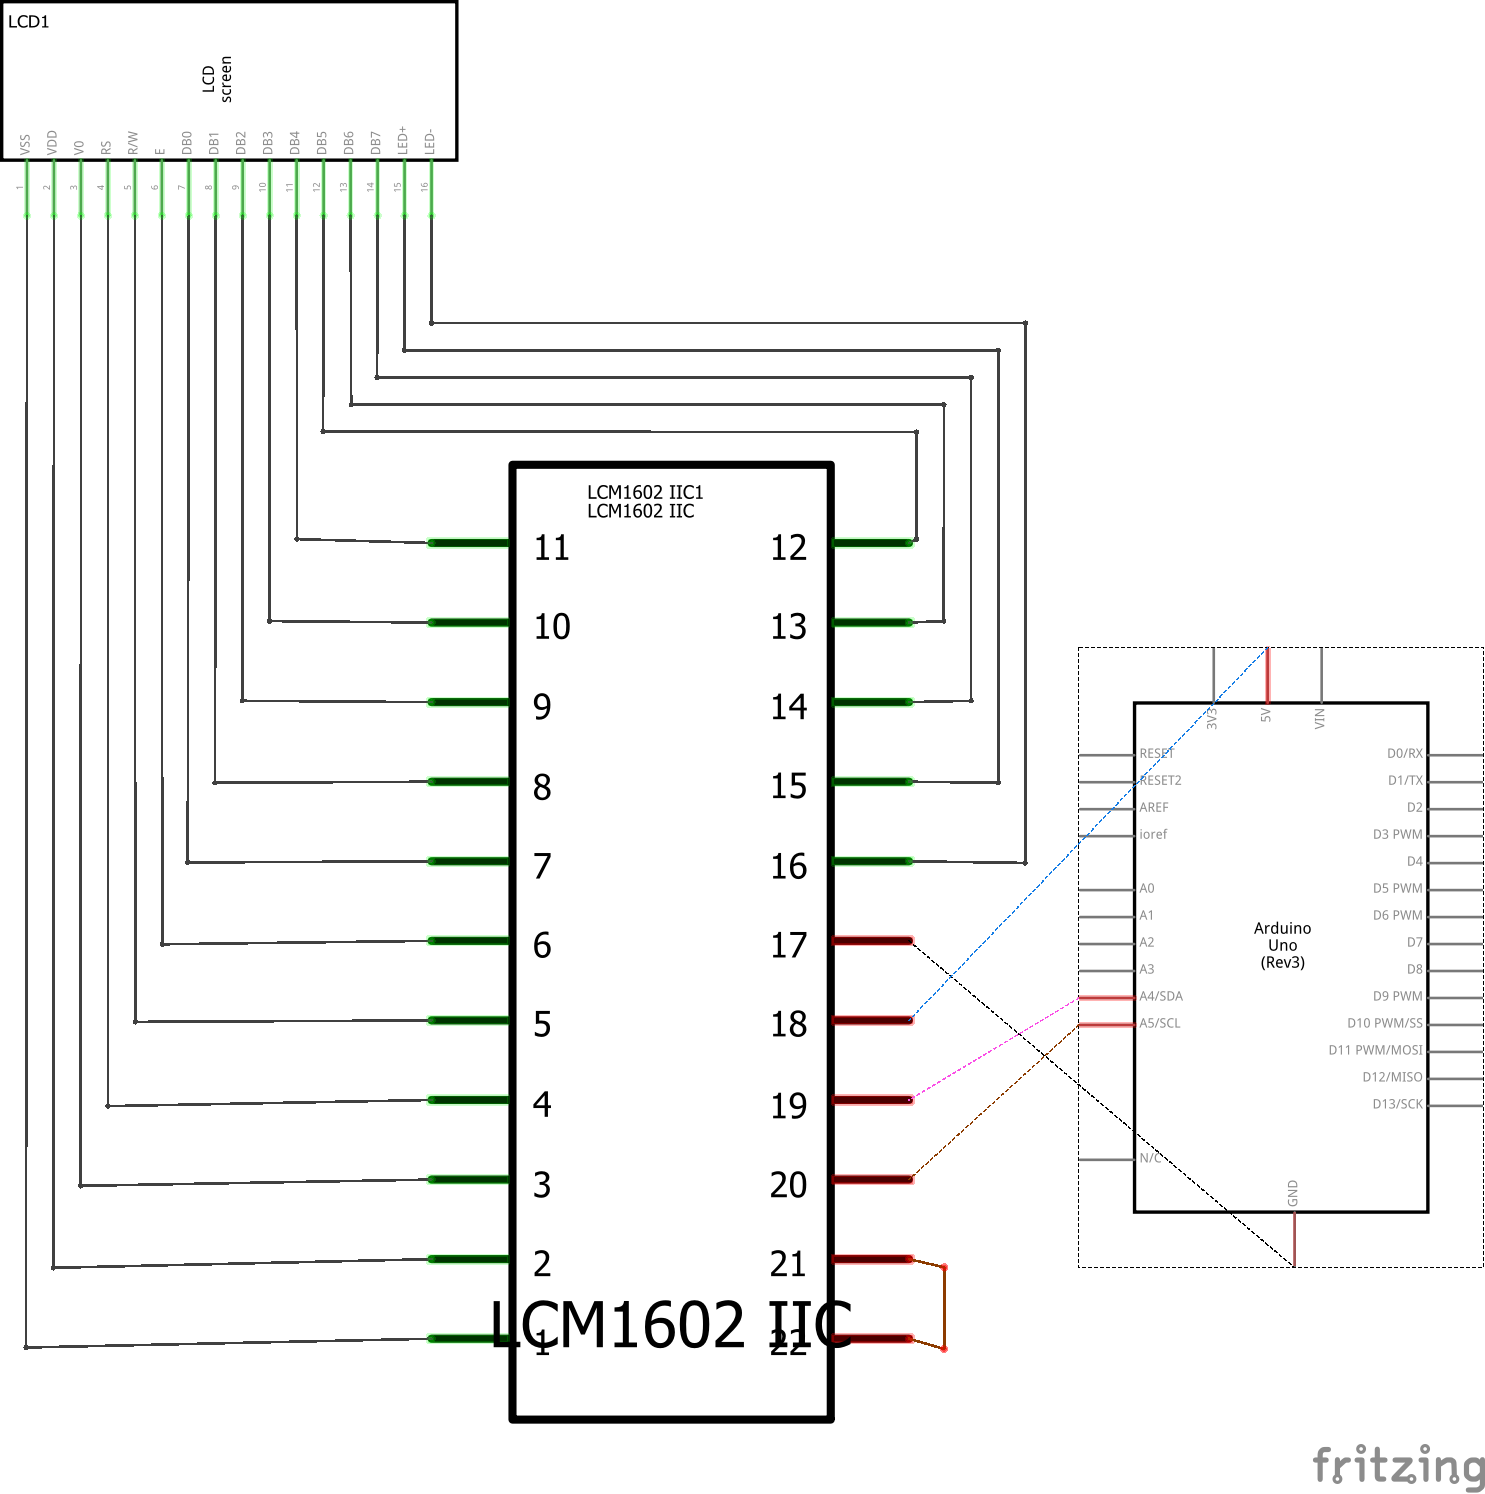 LCD1
LCD
screen
VSS
VDD
V0
RS
R/W
E
DB0
DB1
DB2
DB3
DB4
DB5
DB6
DB7
LED+
LED-
1
2
3
4
5
6
7
8
9
10
11
12
13
14
15
16
LCM1602 IIC1
LCM1602 IIC
11
12
10
13
9
14
8
15
7
16
6
17
5
18
4
19
3
20
2
21
LCM1602 IIC
1
22
3V3
5V
VIN
RESET
D0/RX
RESET2
D1/TX
AREF
D2
ioref
D3 PWM
D4
A0
D5 PWM
A1
D6 PWM
A2
D7
A3
D8
A4/SDA
D9 PWM
A5/SCL
D10 PWM/SS
D11 PWM/MOSI
D12/MISO
D13/SCK
N/C
Arduino
Uno
(Rev3)
GND
fritzing